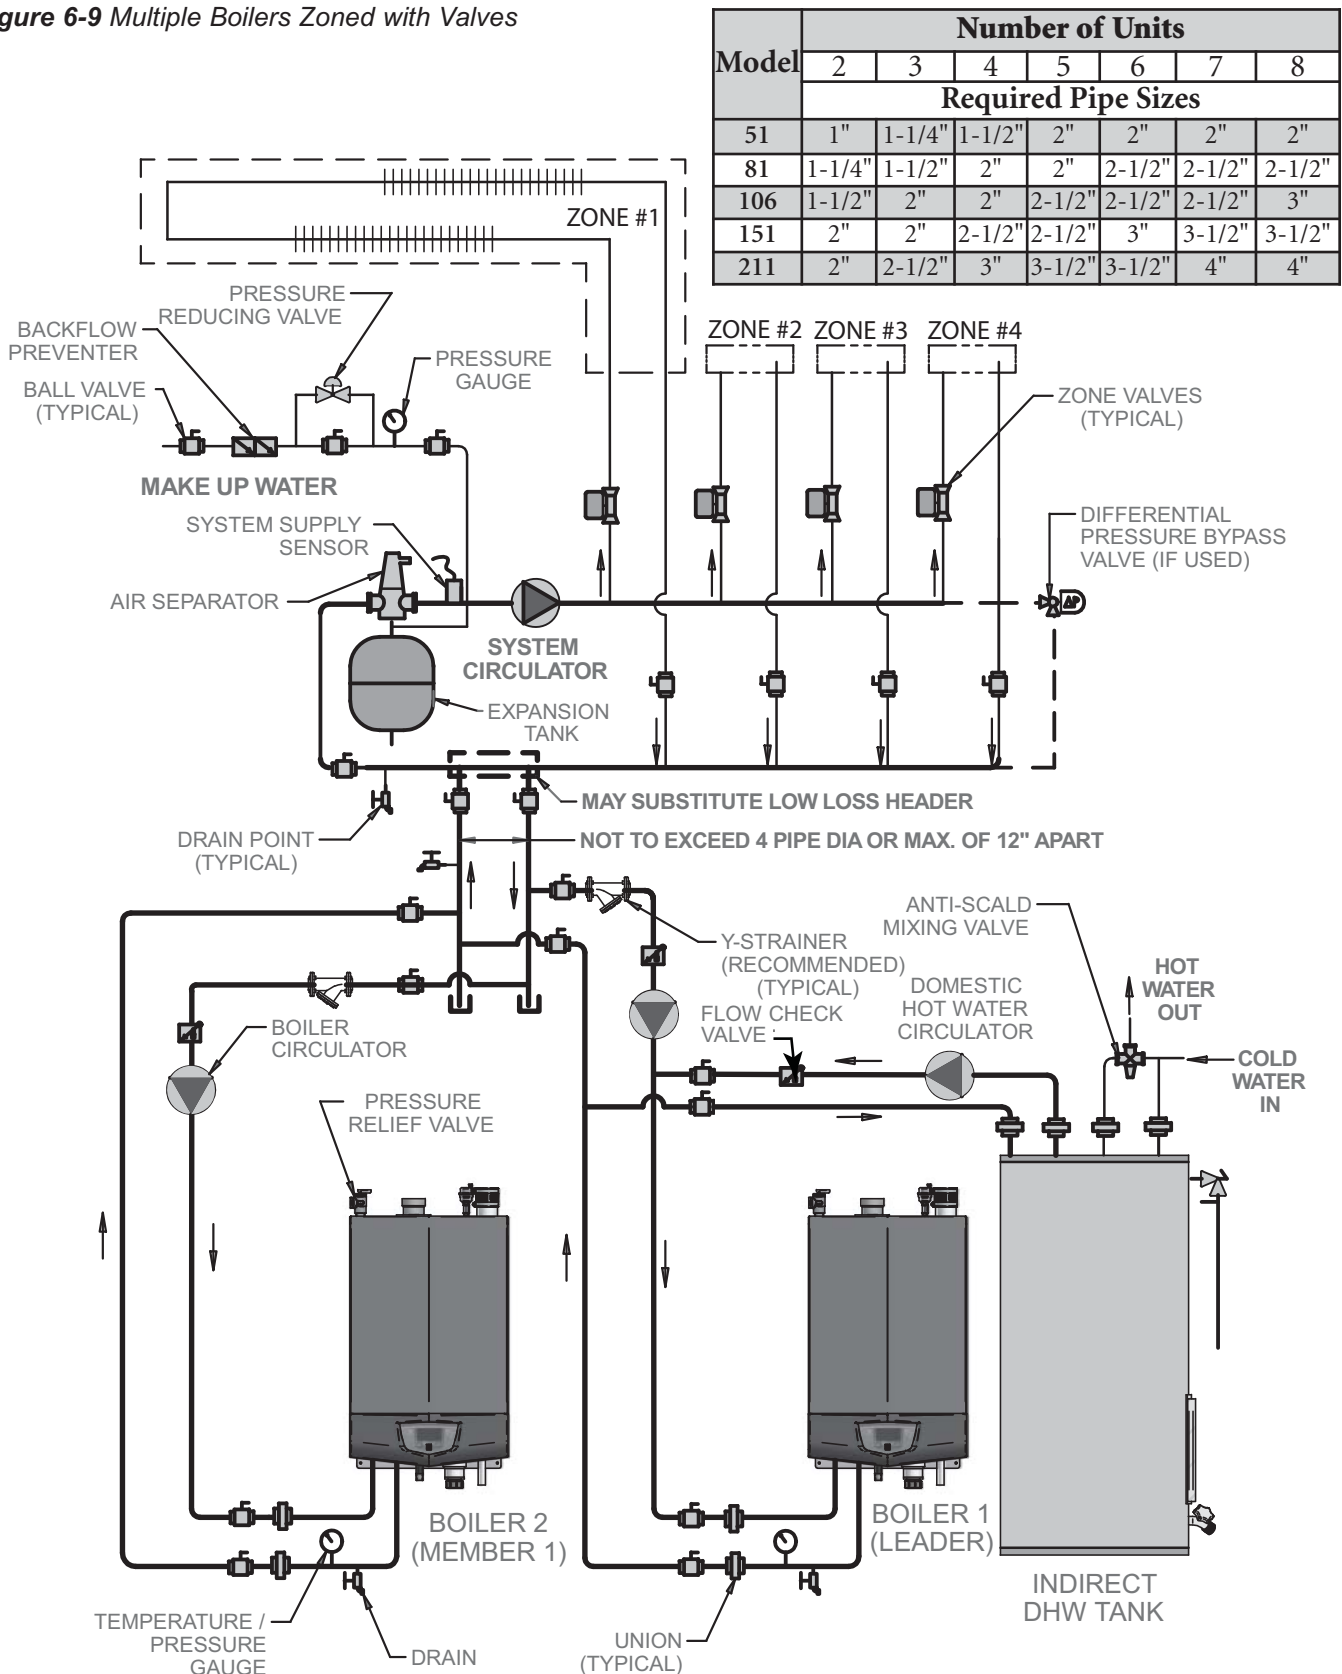 gure 6-9 Multiple Boilers Zoned with Valves
Model Number of Units
2 3 4 5 6 7 8
Required Pipe Sizes
51 1" 1-1/4" 1-1/2" 2" 2" 2" 2"
81 1-1/4" 1-1/2" 2" 2" 2-1/2" 2-1/2" 2-1/2"
106 1-1/2" 2" 2" 2-1/2" 2-1/2" 2-1/2" 3"
151 2" 2" 2-1/2" 2-1/2" 3" 3-1/2" 3-1/2"
211 2" 2-1/2" 3" 3-1/2" 3-1/2" 4" 4"
ZONE #1
PRESSURE
REDUCING VALVE
BACKFLOW
PREVENTER
BALL VALVE
(TYPICAL)
PRESSURE
GAUGE
ZONE #2
ZONE #3
ZONE #4
ZONE VALVES
(TYPICAL)
MAKE UP WATER
SYSTEM SUPPLY
SENSOR
AIR SEPARATOR
DIFFERENTIAL
PRESSURE BYPASS
VALVE (IF USED)
ΔP
SYSTEM
CIRCULATOR
EXPANSION
TANK
MAY SUBSTITUTE LOW LOSS HEADER
DRAIN POINT
(TYPICAL)
NOT TO EXCEED 4 PIPE DIA OR MAX. OF 12" APART
Y-STRAINER
(RECOMMENDED)
(TYPICAL)
ANTI-SCALD
MIXING VALVE
HOT
WATER
OUT
DOMESTIC
HOT WATER
CIRCULATOR
FLOW CHECK
VALVE
BOILER
CIRCULATOR
COLD
WATER
IN
PRESSURE
RELIEF VALVE
BOILER 2
(MEMBER 1)
BOILER 1
(LEADER)
INDIRECT
DHW TANK
TEMPERATURE /
PRESSURE
GAUGE
DRAIN
UNION
(TYPICAL)